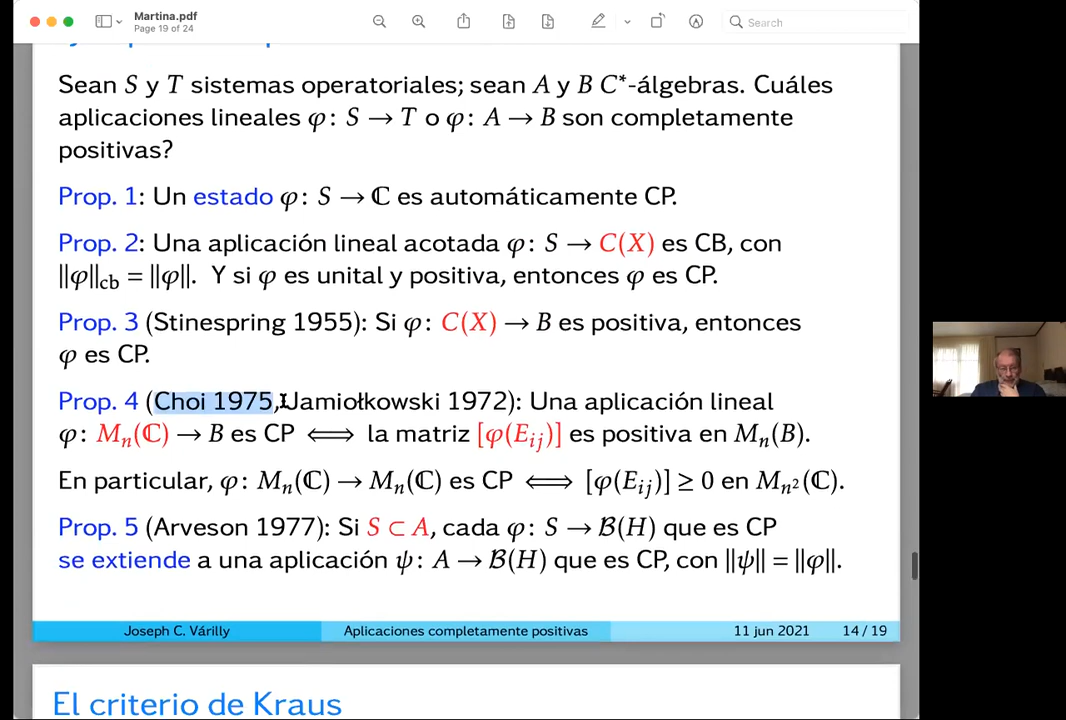 Martina.pdf
Page 19 of 24
Search
Sean S y T sistemas operatoriales; sean A y B C*-álgebras. Cuáles
aplicaciones lineales φ: S → T o φ: A → B son completamente
positivas?
Prop. 1: Un estado φ: S → ℂ es automáticamente CP.
Prop. 2: Una aplicación lineal acotada φ: S → C(X) es CB, con
‖φ‖cb = ‖φ‖. Y si φ es unital y positiva, entonces φ es CP.
Prop. 3 (Stinespring 1955): Si φ: C(X) → B es positiva, entonces
φ es CP.
Prop. 4 (Choi 1975, Jamiołkowski 1972): Una aplicación lineal
φ: Mₙ(ℂ) → B es CP ⟺ la matriz [φ(Eᵢⱼ)] es positiva en Mₙ(B).
En particular, φ: Mₙ(ℂ) → Mₙ(ℂ) es CP ⟺ [φ(Eᵢⱼ)] ≥ 0 en Mₙ²(ℂ).
Prop. 5 (Arveson 1977): Si S ⊂ A, cada φ: S → ℬ(H) que es CP
se extiende a una aplicación ψ: A → ℬ(H) que es CP, con ‖ψ‖ = ‖φ‖.
Joseph C. Várilly Aplicaciones completamente positivas 11 jun 2021 14/19
El criterio de Kraus